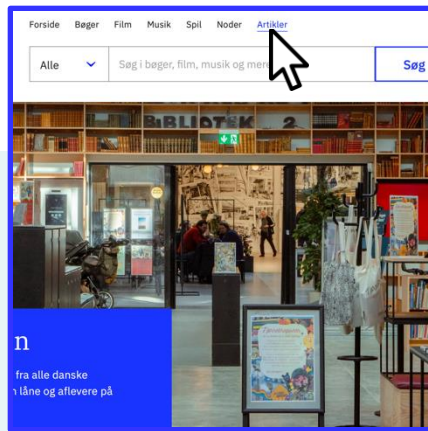 Forside Bøger Film Musik Spil Noder Artikler
Alle Søg i bøger, film, musik og mer Søg
BIBLIOTEK 2
n
fra alle danske
n låne og aflevere på